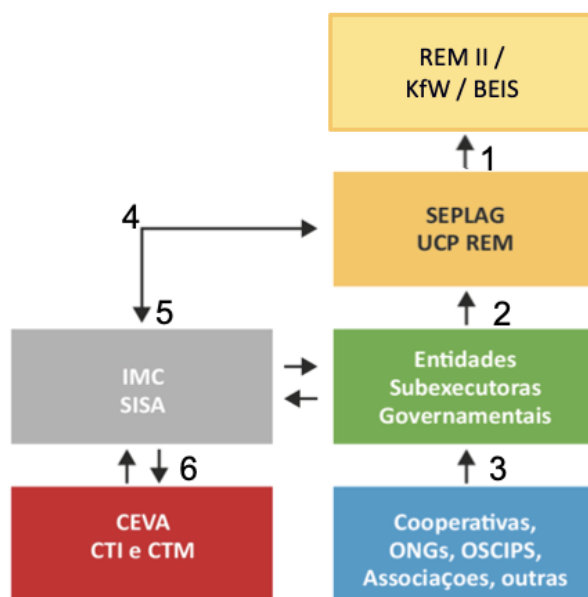 REM II /
KfW / BEIS
1
SEPLAG
UCP REM
4
5
2
IMC
SISA
Entidades
Subexecutoras
Governamentais
6
3
CEVA
CTI e CTM
Cooperativas,
ONGs, OSCIPS,
Associaçoes, outras